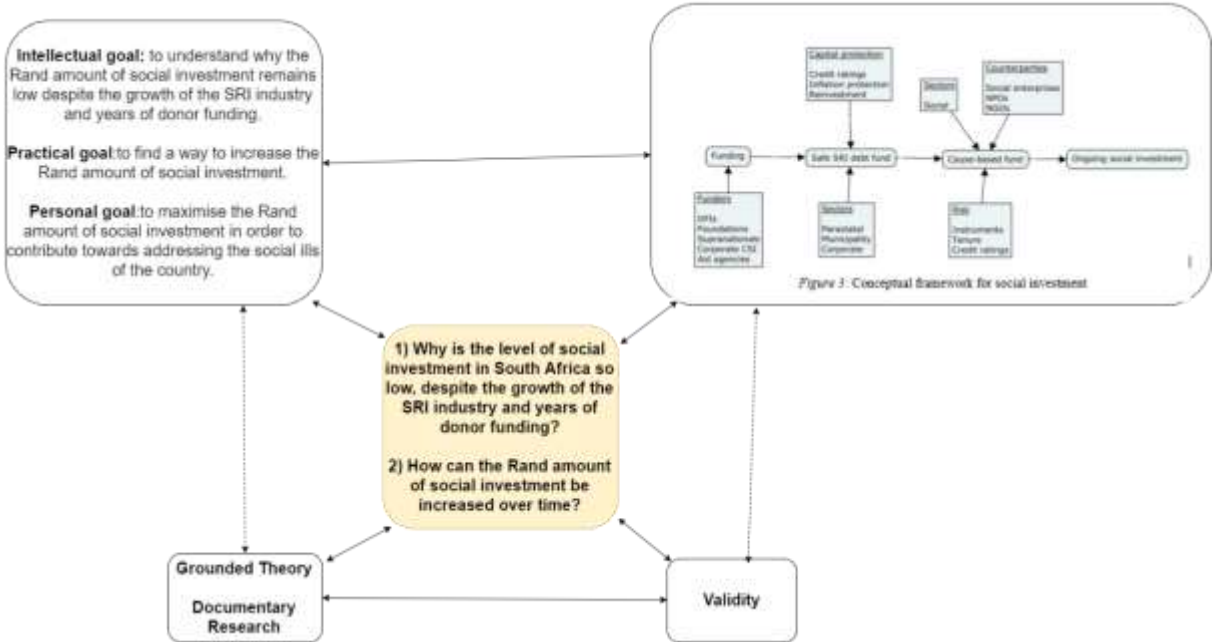 Intellectual goal: to understand why the
Rand amount of social investment remains
low despite the growth of the SRI industry
and years of donor funding.
Practical goal:to find a way to increase the
Rand amount of social investment.
Personal goal:to maximise the Rand
amount of social investment in order to
contribute towards addressing the social ills
of the country.
Capital protection
Credit ratings
Inflation protection
Reinvestment
Sectors
Social
Counterparties
Social enterprises
NPOs
NGOs
Funding
Safe SRI debt fund
Cause-based fund
Ongoing social investment
Funders
DFIs
Foundations
Supranationals
Corporate CSI
Aid agencies
Sectors
Parastatal
Municipality
Corporate
Risk
Instruments
Tenure
Credit ratings
Figure 3: Conceptual framework for social investment
1) Why is the level of social
investment in South Africa so
low, despite the growth of the
SRI industry and years of
donor funding?
2) How can the Rand amount
of social investment be
increased over time?
Grounded Theory
Documentary
Research
Validity